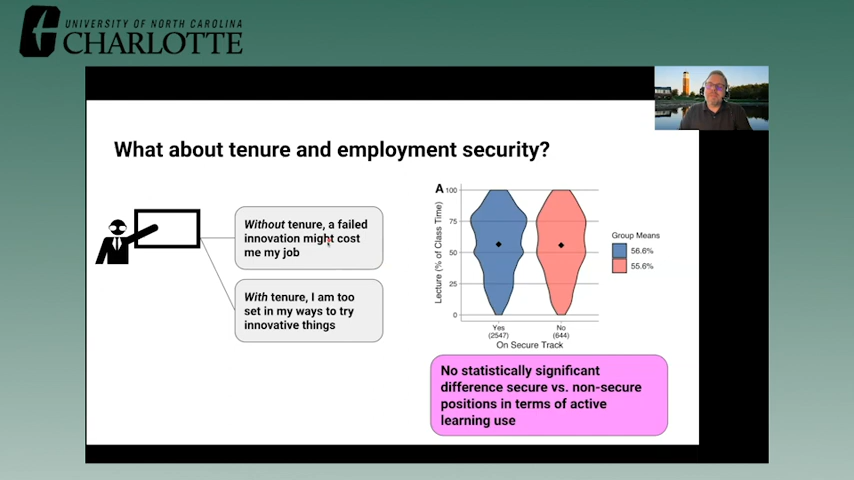 UNIVERSITY OF NORTH CAROLINA
CHARLOTTE
What about tenure and employment security?
Without tenure, a failed
innovation might cost
me my job
With tenure, I am too
set in my ways to try
innovative things
A
Lecture (% of Class Time)
100
75
50
25
0
Yes
(2547)
No
(644)
On Secure Track
Group Means
56.6%
55.6%
No statistically significant
difference secure vs. non-secure
positions in terms of active
learning use